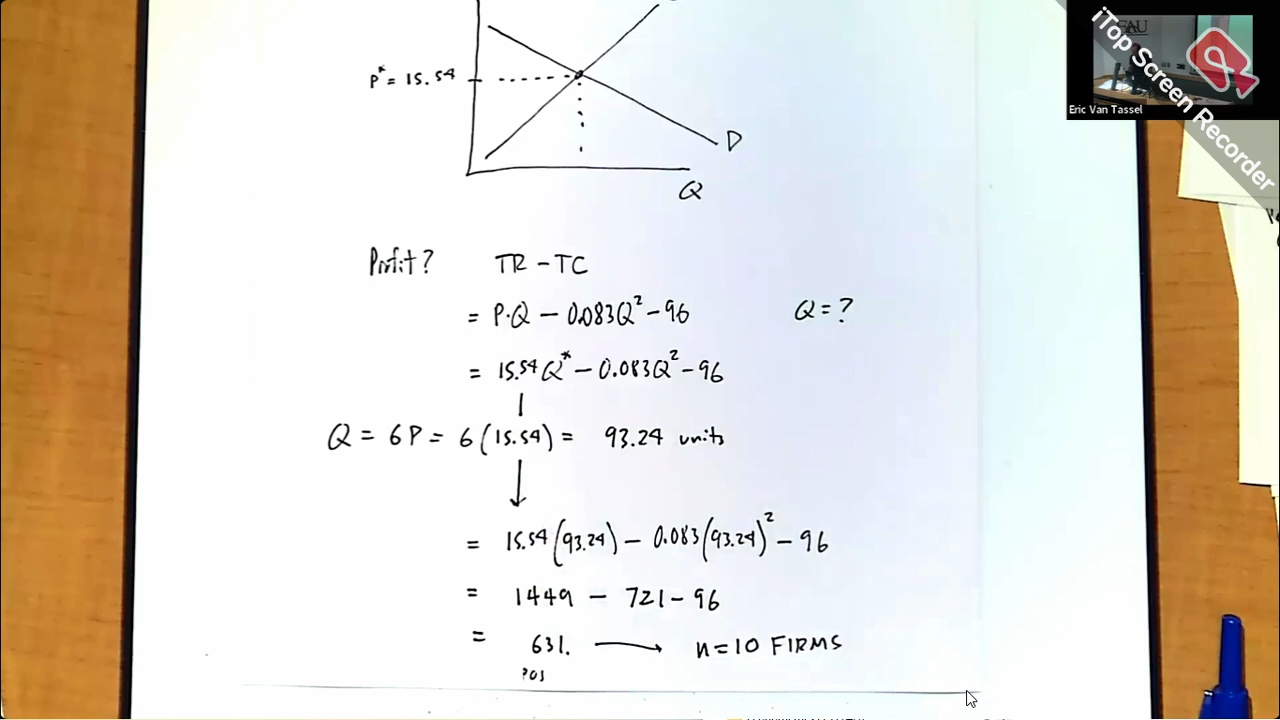 FAU
iTop Screen Recorder
Eric Van Tassel
P* = 15.54
D
Q
Profit? TR - TC
= P·Q - 0.083Q² - 96 Q = ?
= 15.54Q* - 0.083Q² - 96
Q = 6P = 6(15.54) = 93.24 units
= 15.54(93.24) - 0.083(93.24)² - 96
= 1449 - 721 - 96
= 631. → n=10 FIRMS
POS